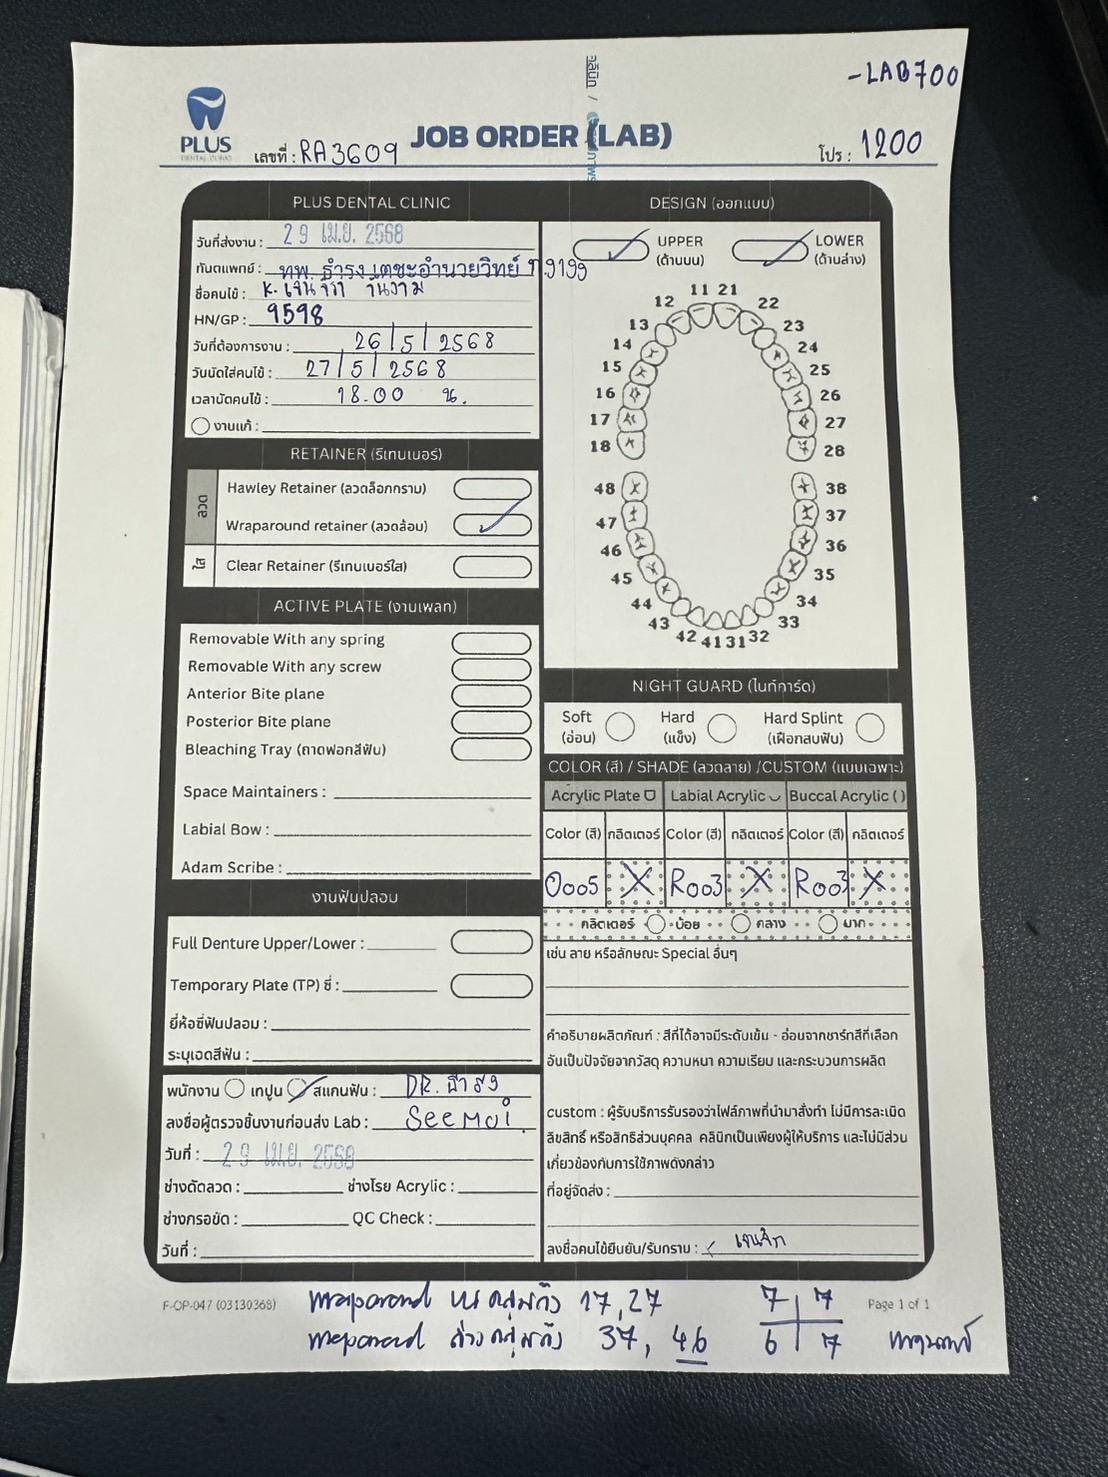 -LAB700
PLUS
DENTAL CLINIC
เลขที่ : RA3609
JOB ORDER (LAB)
โปร : 1200
PLUS DENTAL CLINIC
วันที่ส่งงาน : 29 เม.ย. 2568
ทันตแพทย์ : ทพ. ธำรง เตชะอำนวยวิทย์ ท.9199
ชื่อคนไข้ : K. เจนจิรา
HN/GP : 9598
วันที่ต้องการงาน : 26/5/2568
วันนัดใส่คนไข้ : 27/5/2568
เวลานัดคนไข้ : 18.00 น.
งานแก้ :
RETAINER (รีเทนเนอร์)
ลวด
Hawley Retainer (ลวดล็อกกราม)
Wraparound retainer (ลวดล้อม)
ใส
Clear Retainer (รีเทนเนอร์ใส)
ACTIVE PLATE (งานเพลท)
Removable With any spring
Removable With any screw
Anterior Bite plane
Posterior Bite plane
Bleaching Tray (ถาดฟอกสีฟัน)
Space Maintainers :
Labial Bow :
Adam Scribe :
งานฟันปลอม
Full Denture Upper/Lower :
Temporary Plate (TP) ซี่ :
ยี่ห้อซี่ฟันปลอม :
ระบุเฉดสีฟัน :
พนักงาน เทปูน สแกนฟัน : DR. ธำรง
ลงชื่อผู้ตรวจชิ้นงานก่อนส่ง Lab : Seemai
วันที่ : 29 เม.ย. 2568
ช่างดัดลวด : ช่างโรย Acrylic :
ช่างกรอขัด : QC Check :
วันที่ :
DESIGN (ออกแบบ)
UPPER (ด้านบน)
LOWER (ด้านล่าง)
11 21
12 22
13 23
14 24
15 25
16 26
17 27
18 28
48 38
47 37
46 36
45 35
44 34
43 33
42 41 31 32
NIGHT GUARD (ไนท์การ์ด)
Soft (อ่อน)
Hard (แข็ง)
Hard Splint (เฝือกสบฟัน)
COLOR (สี) / SHADE (ลวดลาย) /CUSTOM (แบบเฉพาะ)
Acrylic Plate Labial Acrylic Buccal Acrylic ( )
Color (สี) กลิตเตอร์ Color (สี) กลิตเตอร์ Color (สี) กลิตเตอร์
O005 X R003 X R003 X
กลิตเตอร์ น้อย กลาง มาก
เช่น ลาย หรือลักษณะ Special อื่นๆ
คำอธิบายผลิตภัณฑ์ : สีที่ได้อาจมีระดับเข้ม - อ่อนจากชาร์ทสีที่เลือก
อันเป็นปัจจัยจากวัสดุ ความหนา ความเรียบ และกระบวนการผลิต
custom : ผู้รับบริการรับรองว่าไฟล์ภาพที่นำมาสั่งทำ ไม่มีการละเมิด
ลิขสิทธิ์ หรือสิทธิส่วนบุคคล คลินิกเป็นเพียงผู้ให้บริการ และไม่มีส่วน
เกี่ยวข้องกับการใช้ภาพดังกล่าว
ที่อยู่จัดส่ง :
ลงชื่อคนไข้ยืนยัน/รับทราบ :
F-OP-047 (03130368)
17, 27
7 | 7
Page 1 of 1
37, 46
6 | 7